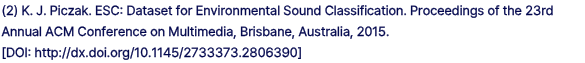 (2) K. J. Piczak. ESC: Dataset for Environmental Sound Classification. Proceedings of the 23rd
Annual ACM Conference on Multimedia, Brisbane, Australia, 2015.
[DOI: http://dx.doi.org/10.1145/2733373.2806390]